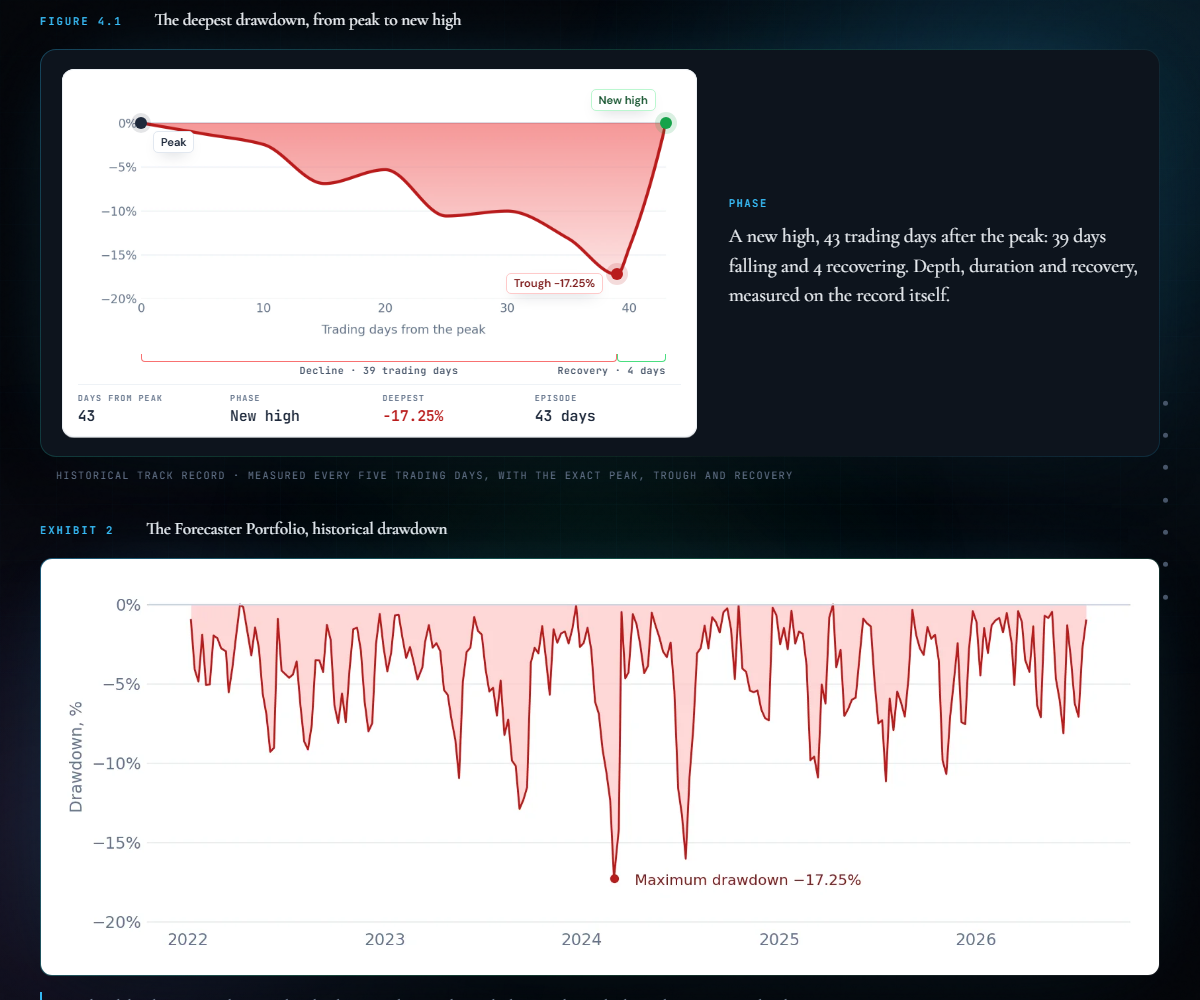 FIGURE 4.1 The deepest drawdown, from peak to new high
New high
0%
Peak
−5%
−10%
−15%
Trough −17.25%
−20%
0 10 20 30 40
Trading days from the peak
Decline · 39 trading days Recovery · 4 days
DAYS FROM PEAK PHASE DEEPEST EPISODE
43 New high -17.25% 43 days
PHASE
A new high, 43 trading days after the peak: 39 days
falling and 4 recovering. Depth, duration and recovery,
measured on the record itself.
HISTORICAL TRACK RECORD · MEASURED EVERY FIVE TRADING DAYS, WITH THE EXACT PEAK, TROUGH AND RECOVERY
EXHIBIT 2 The Forecaster Portfolio, historical drawdown
0%
−5%
Drawdown, %
−10%
−15%
Maximum drawdown −17.25%
−20%
2022 2023 2024 2025 2026